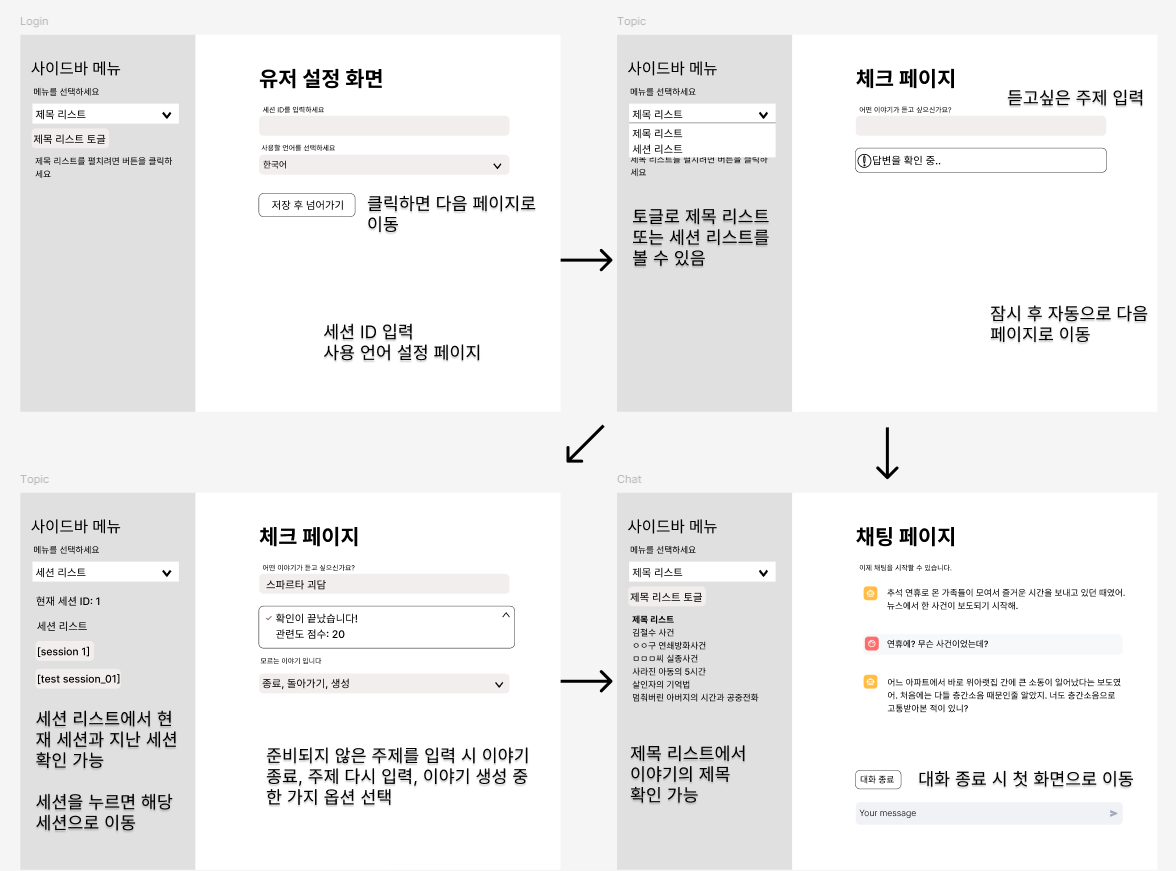 Login
사이드바 메뉴
메뉴를 선택하세요
제목 리스트
제목 리스트 토글
제목 리스트를 펼치려면 버튼을 클릭하
세요
유저 설정 화면
세션 ID를 입력하세요
사용할 언어를 선택하세요
한국어
저장 후 넘어가기
클릭하면 다음 페이지로
이동
세션 ID 입력
사용 언어 설정 페이지
Topic
사이드바 메뉴
메뉴를 선택하세요
제목 리스트
제목 리스트
세션 리스트
제목 리스트를 펼치려면 버튼을 클릭하
세요
토글로 제목 리스트
또는 세션 리스트를
볼 수 있음
체크 페이지
듣고싶은 주제 입력
어떤 이야기가 듣고 싶으신가요?
답변을 확인 중..
잠시 후 자동으로 다음
페이지로 이동
Topic
사이드바 메뉴
메뉴를 선택하세요
세션 리스트
현재 세션 ID: 1
세션 리스트
[session 1]
[test session_01]
세션 리스트에서 현
재 세션과 지난 세션
확인 가능
세션을 누르면 해당
세션으로 이동
체크 페이지
어떤 이야기가 듣고 싶으신가요?
스파르타 괴담
확인이 끝났습니다!
관련도 점수: 20
모르는 이야기 입니다
종료, 돌아가기, 생성
준비되지 않은 주제를 입력 시 이야기
종료, 주제 다시 입력, 이야기 생성 중
한 가지 옵션 선택
Chat
사이드바 메뉴
메뉴를 선택하세요
제목 리스트
제목 리스트 토글
제목 리스트
김철수 사건
ㅇㅇ구 연쇄방화사건
ㅁㅁㅁ씨 실종사건
사라진 아동의 5시간
살인자의 기억법
멈춰버린 아버지의 시간과 공중전화
제목 리스트에서
이야기의 제목
확인 가능
채팅 페이지
이제 채팅을 시작할 수 있습니다.
추석 연휴로 온 가족들이 모여서 즐거운 시간을 보내고 있던 때였어.
뉴스에서 한 사건이 보도되기 시작해.
연휴에? 무슨 사건이었는데?
어느 아파트에서 바로 위아랫집 간에 큰 소동이 일어났다는 보도였
어. 처음에는 다들 층간소음 때문인줄 알았지. 너도 층간소음으로
고통받아본 적이 있니?
대화 종료
대화 종료 시 첫 화면으로 이동
Your message